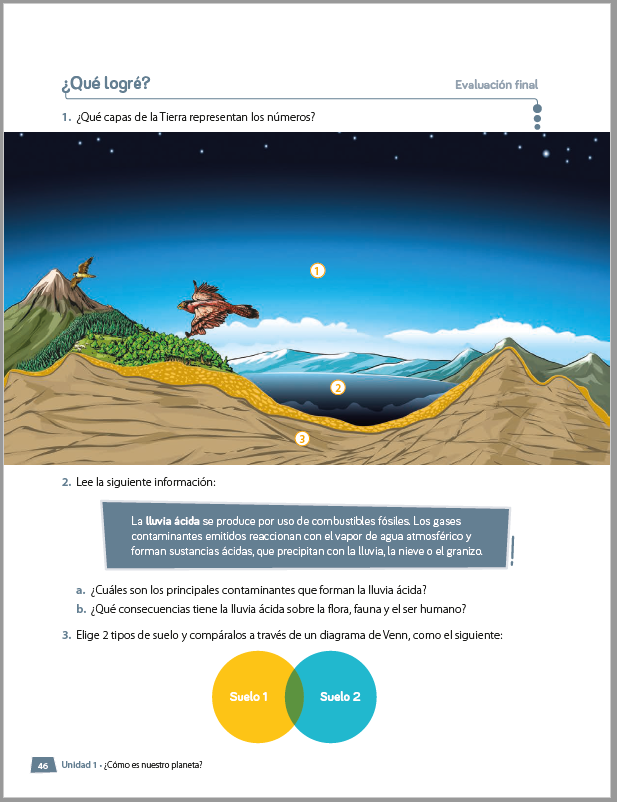 ¿Qué logré?
Evaluación final
1. ¿Qué capas de la Tierra representan los números?
1
2
3
2. Lee la siguiente información:
La lluvia ácida se produce por uso de combustibles fósiles. Los gases
contaminantes emitidos reaccionan con el vapor de agua atmosférico y
forman sustancias ácidas, que precipitan con la lluvia, la nieve o el granizo.
a. ¿Cuáles son los principales contaminantes que forman la lluvia ácida?
b. ¿Qué consecuencias tiene la lluvia ácida sobre la flora, fauna y el ser humano?
3. Elige 2 tipos de suelo y compáralos a través de un diagrama de Venn, como el siguiente:
Suelo 1
Suelo 2
46 Unidad 1 • ¿Cómo es nuestro planeta?